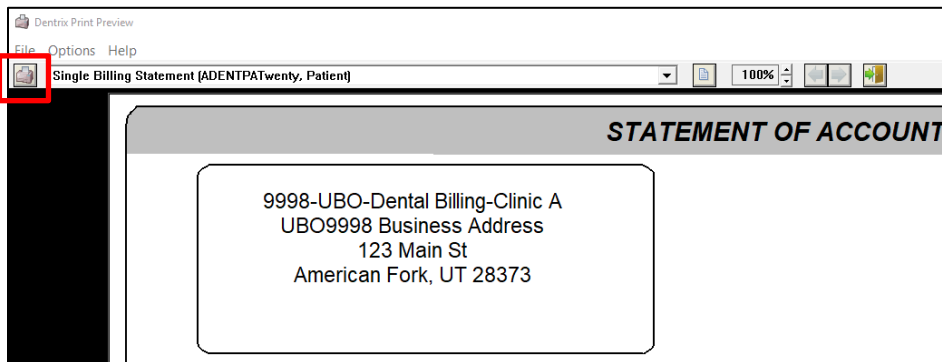 Dentrix Print Preview
File Options Help
Single Billing Statement (ADENTPATwenty, Patient)
100%
STATEMENT OF ACCOUNT
9998-UBO-Dental Billing-Clinic A
UBO9998 Business Address
123 Main St
American Fork, UT 28373